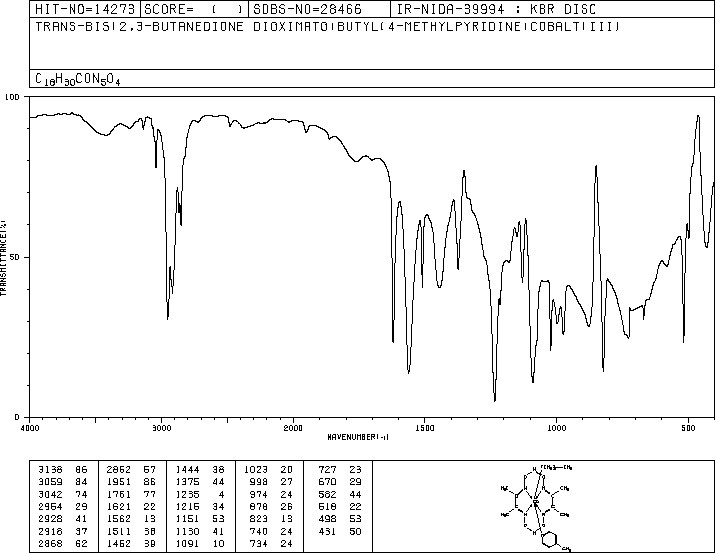 HIT-NO=14273 SCORE= ( ) SDBS-NO=28466 IR-NIDA-39994 : KBR DISC
TRANS-BIS(2,3-BUTANEDIONE DIOXIMATO)BUTYL(4-METHYLPYRIDINE)COBALT(III)
C18H30CON5O4
100
50
0
TRANSMITTANCE(%)
4000 3000 2000 1500 1000 500
WAVENUMBER(-1)
3138 86 2852 57 1444 38 1023 20 727 23
3059 84 1951 86 1375 44 998 27 670 29
3042 74 1761 77 1235 4 974 24 582 44
2954 29 1621 22 1216 34 878 26 518 22
2928 41 1562 13 1151 53 823 13 498 53
2916 37 1511 38 1130 41 740 24 431 50
2868 62 1452 39 1091 10 734 24